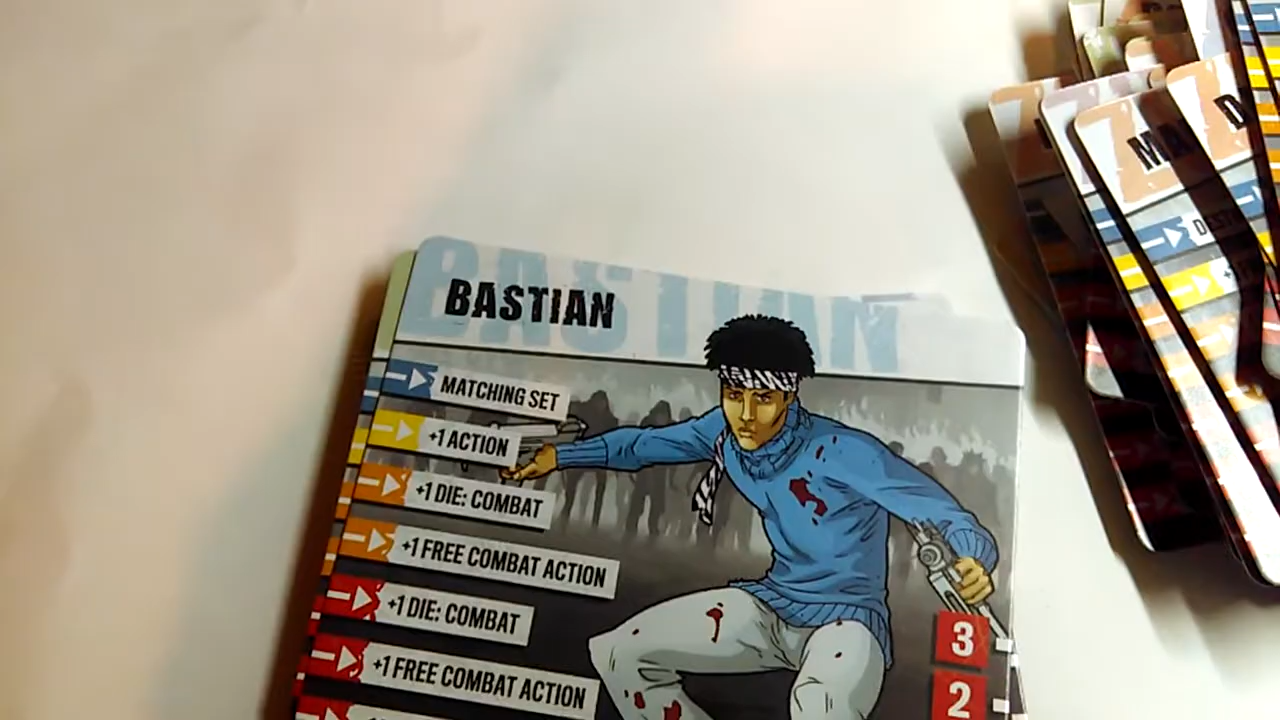 BASTIAN
BASTIAN
MATCHING SET
+1 ACTION
+1 DIE: COMBAT
+1 FREE COMBAT ACTION
+1 DIE: COMBAT
+1 FREE COMBAT ACTION
3
2